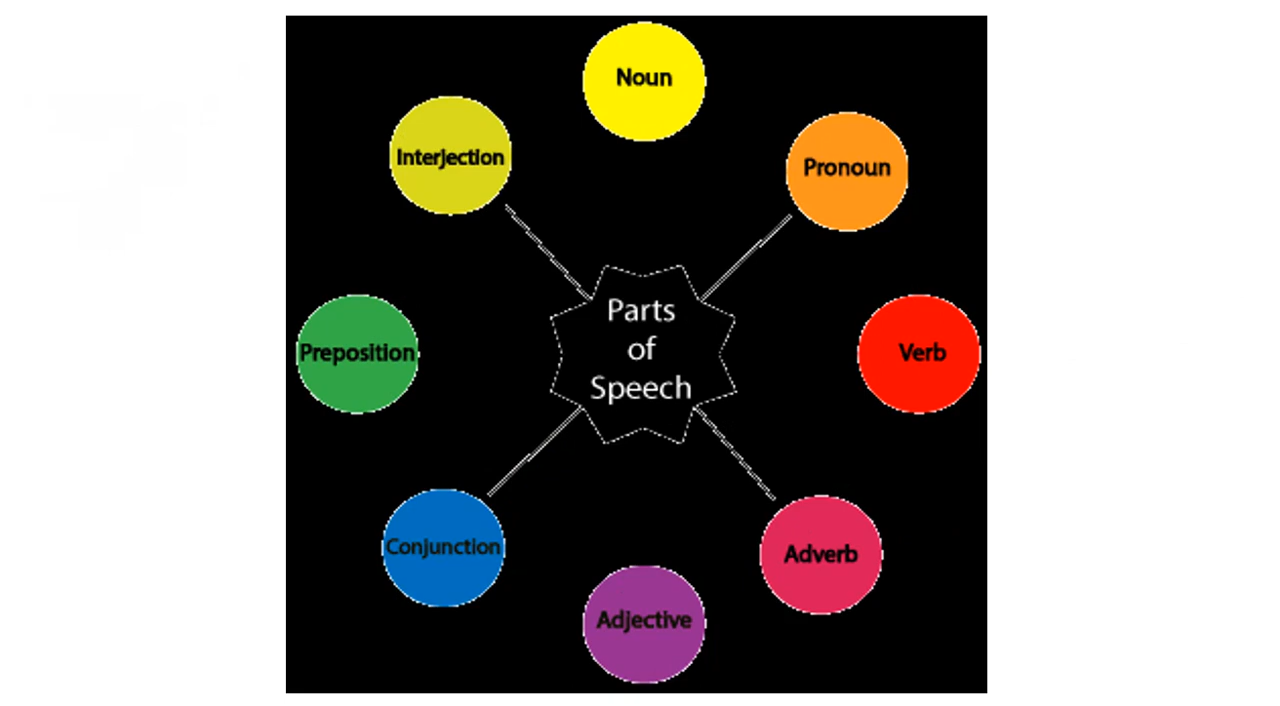 Noun
Interjection
Pronoun
Parts
of
Speech
Preposition
Verb
Conjunction
Adverb
Adjective